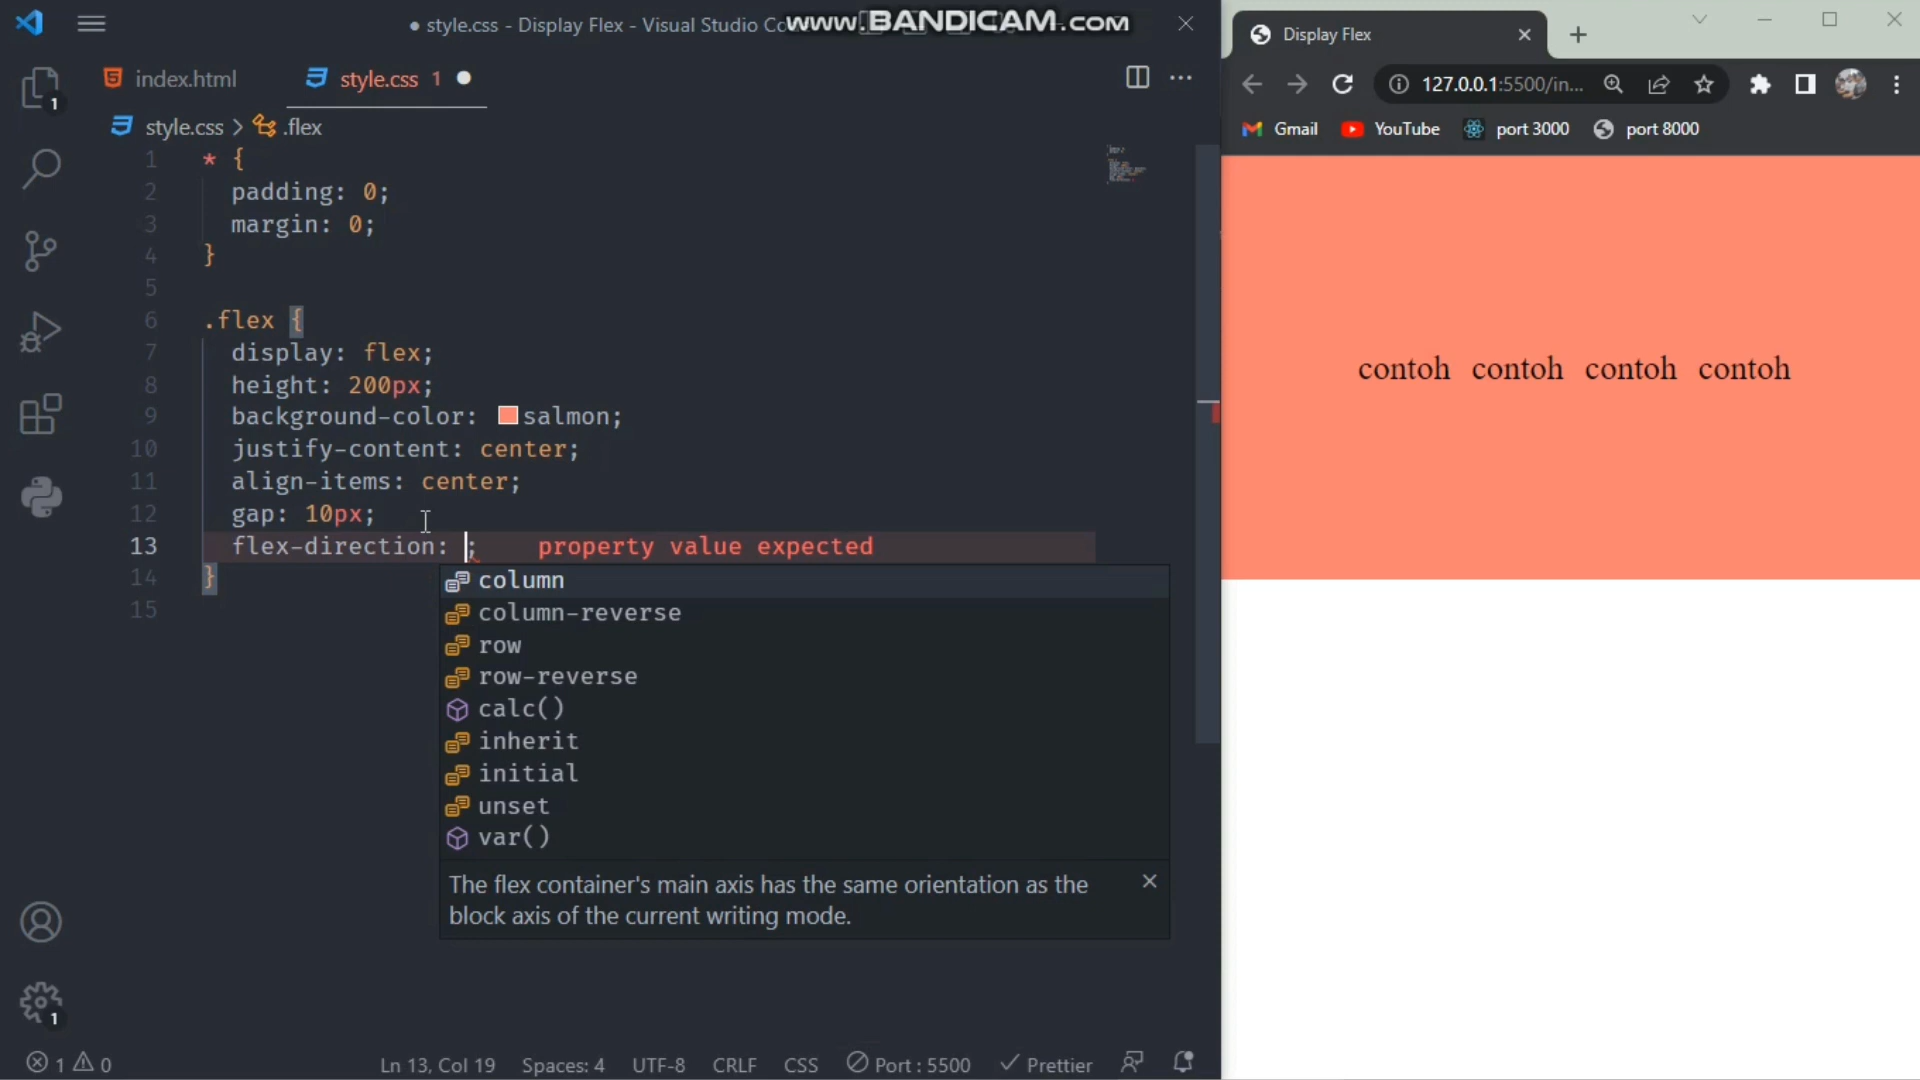 ● style.css - Display Flex - Visual Studio Co
www.BANDICAM.com
index.html
style.css 1 ●
style.css > .flex
1 * {
2 padding: 0;
3 margin: 0;
4 }
5
6 .flex {
7 display: flex;
8 height: 200px;
9 background-color: salmon;
10 justify-content: center;
11 align-items: center;
12 gap: 10px;
13 flex-direction: ; property value expected
14 }
15
column
column-reverse
row
row-reverse
calc()
inherit
initial
unset
var()
The flex container's main axis has the same orientation as the
block axis of the current writing mode.
1
1
1 0
Ln 13, Col 19 Spaces: 4 UTF-8 CRLF CSS Port : 5500 Prettier
Display Flex
127.0.0.1:5500/in...
Gmail YouTube port 3000 port 8000
contoh contoh contoh contoh